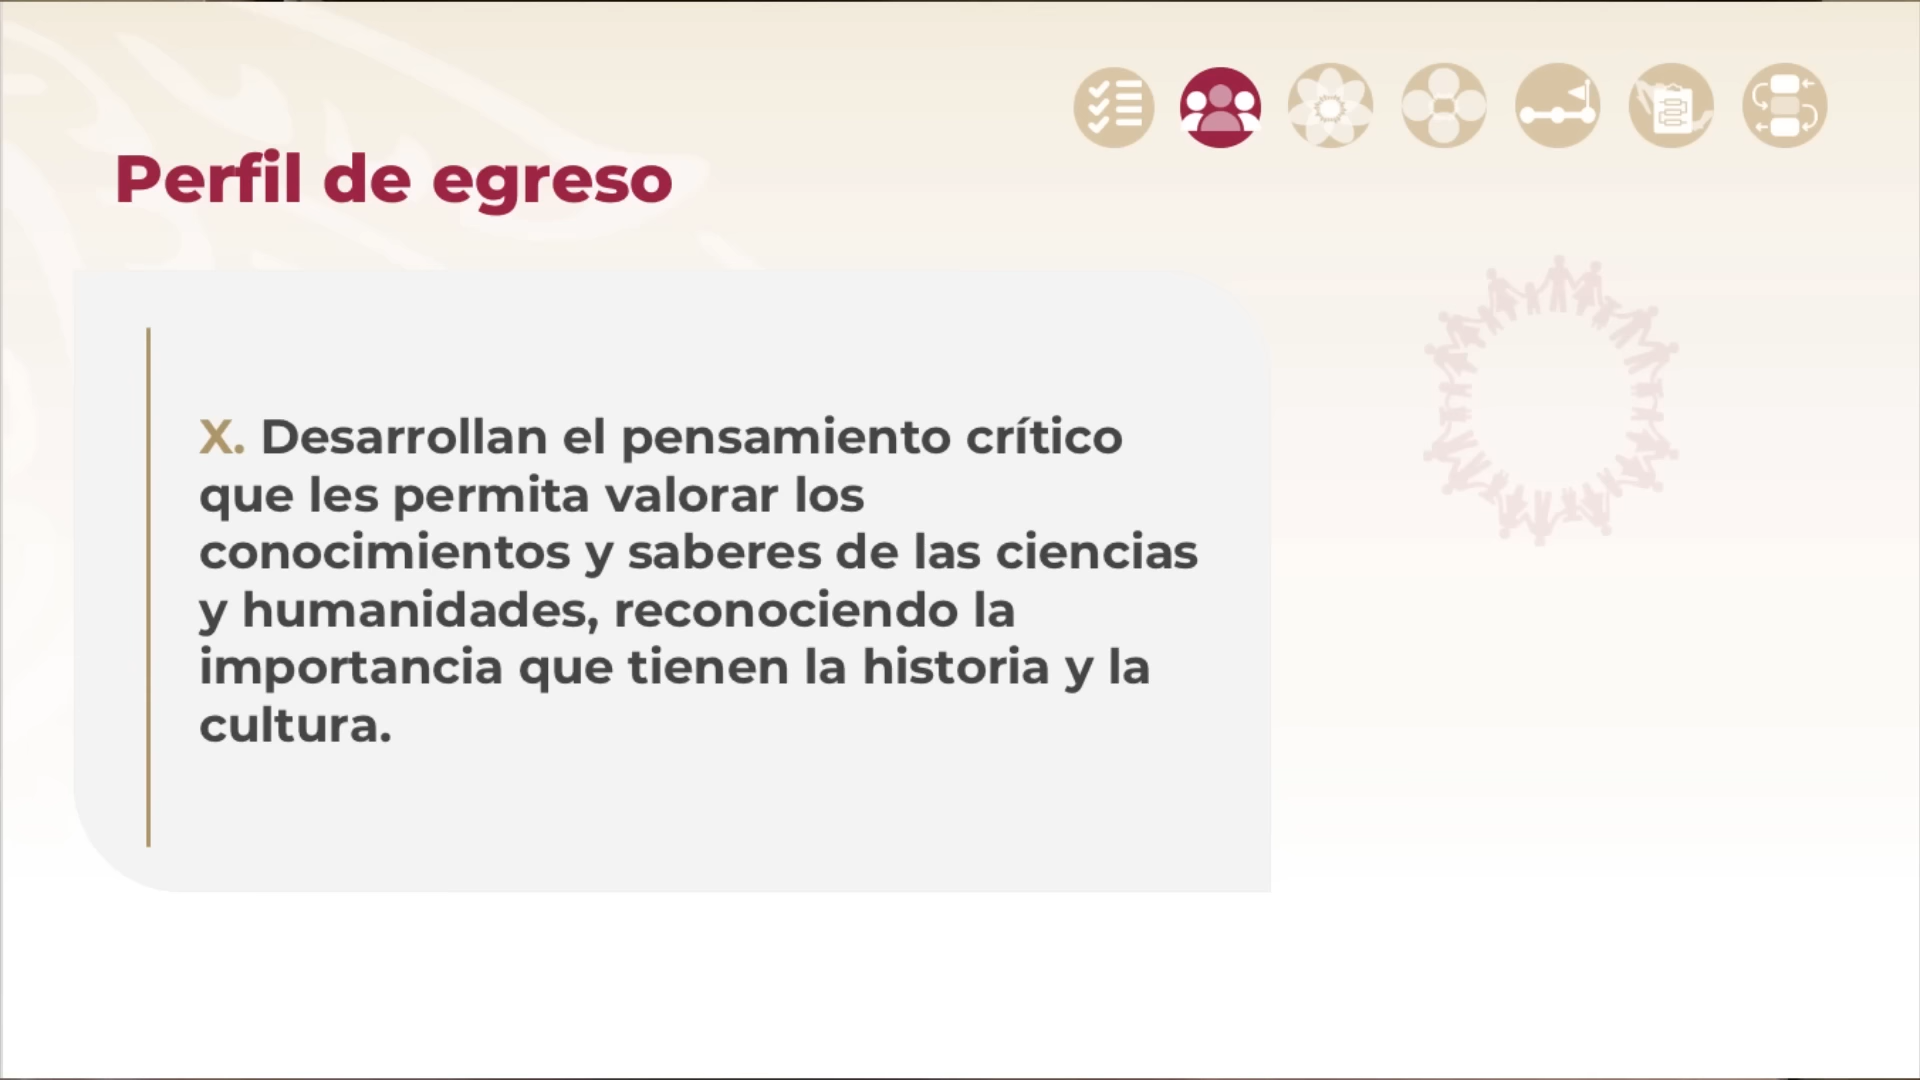 Perfil de egreso
X. Desarrollan el pensamiento crítico
que les permita valorar los
conocimientos y saberes de las ciencias
y humanidades, reconociendo la
importancia que tienen la historia y la
cultura.